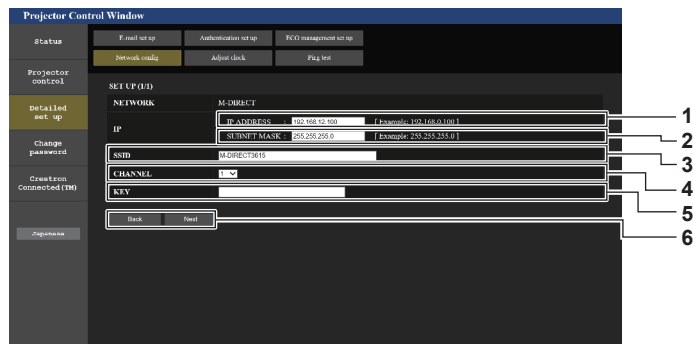 Projector Control Window
Status
E-mail set up
Authentication set up
ECO management set up
Network config
Adjust clock
Ping test
Projector
control
Detailed
set up
Change
password
Crestron
Connected(TM)
Japanese
SET UP (1/1)
NETWORK M-DIRECT
IP
IP ADDRESS : 192.168.12.100 [ Example: 192.168.0.100 ]
SUBNET MASK : 255.255.255.0 [ Example: 255.255.255.0 ]
SSID M-DIRECT3615
CHANNEL 1
KEY
Back Next
1
2
3
4
5
6